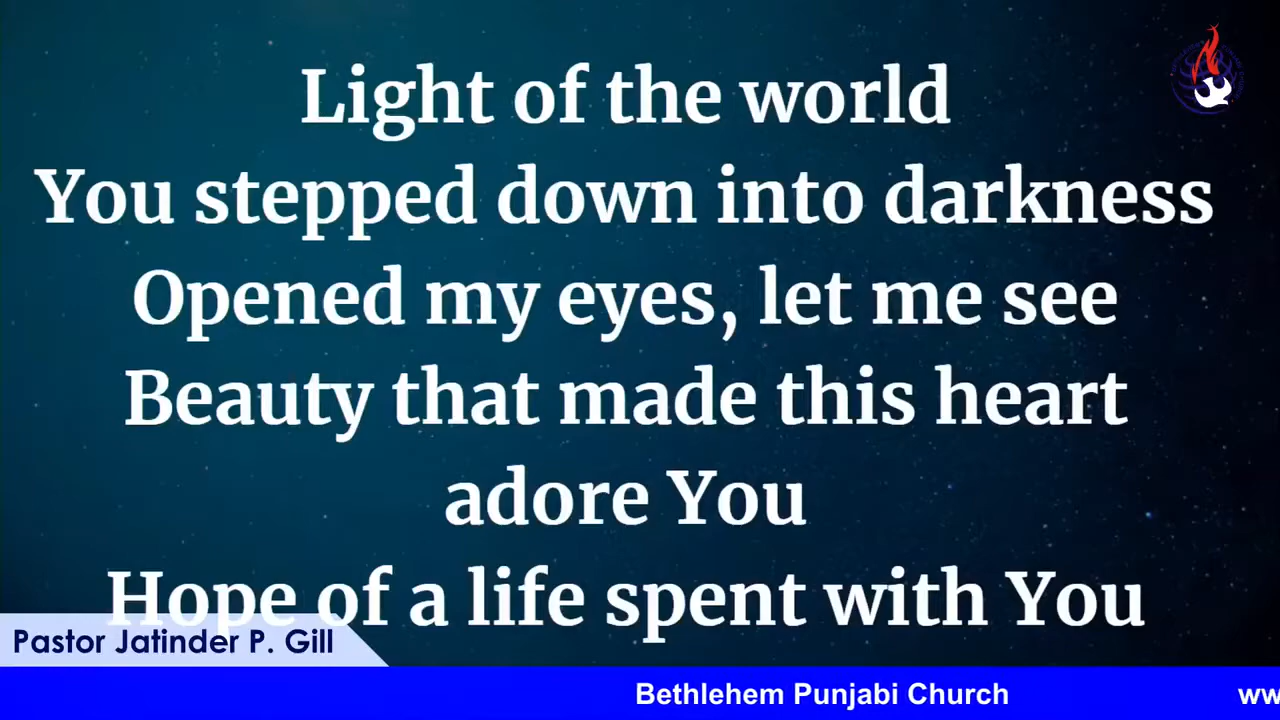 Light of the world
You stepped down into darkness
Opened my eyes, let me see
Beauty that made this heart
adore You
Hope of a life spent with You
Pastor Jatinder P. Gill
Bethlehem Punjabi Church